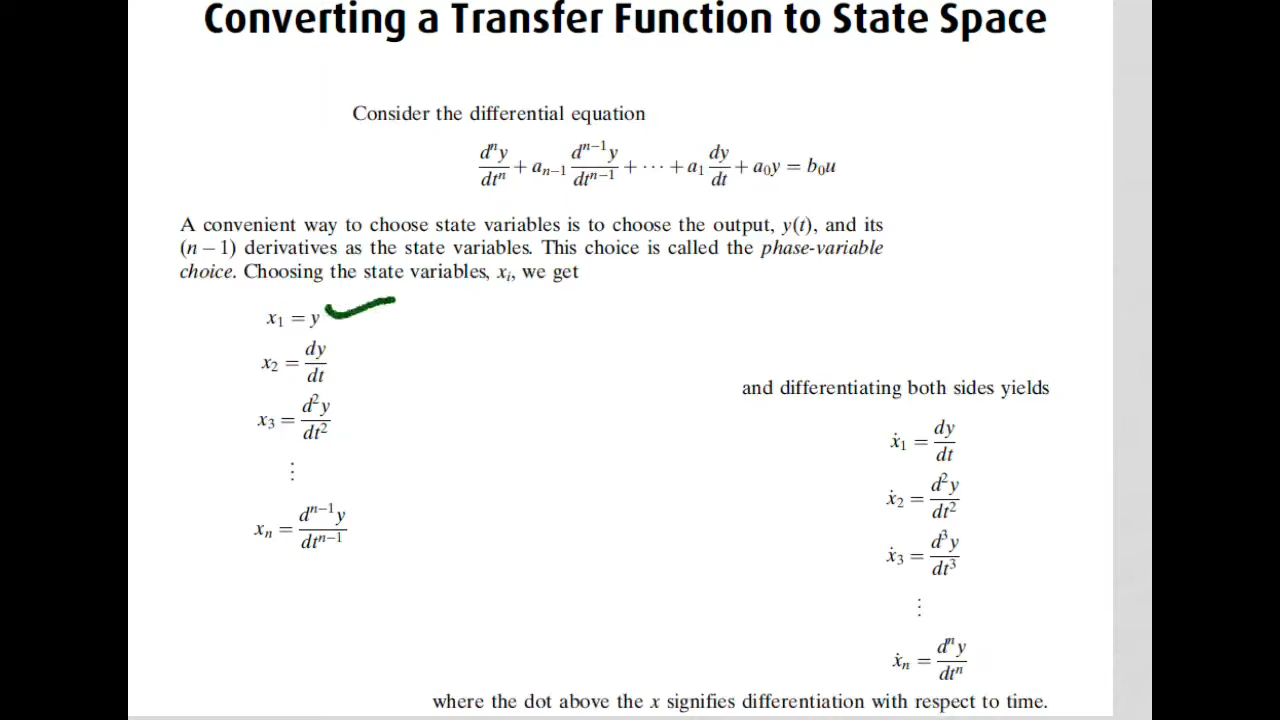 Converting a Transfer Function to State Space
Consider the differential equation
dⁿy/dtⁿ + aₙ₋₁ dⁿ⁻¹y/dtⁿ⁻¹ + ⋯ + a₁ dy/dt + a₀y = b₀u
A convenient way to choose state variables is to choose the output, y(t), and its
(n − 1) derivatives as the state variables. This choice is called the phase-variable
choice. Choosing the state variables, xᵢ, we get
x₁ = y
x₂ = dy/dt
x₃ = d²y/dt²
⋮
xₙ = dⁿ⁻¹y/dtⁿ⁻¹
and differentiating both sides yields
ẋ₁ = dy/dt
ẋ₂ = d²y/dt²
ẋ₃ = d³y/dt³
⋮
ẋₙ = dⁿy/dtⁿ
where the dot above the x signifies differentiation with respect to time.